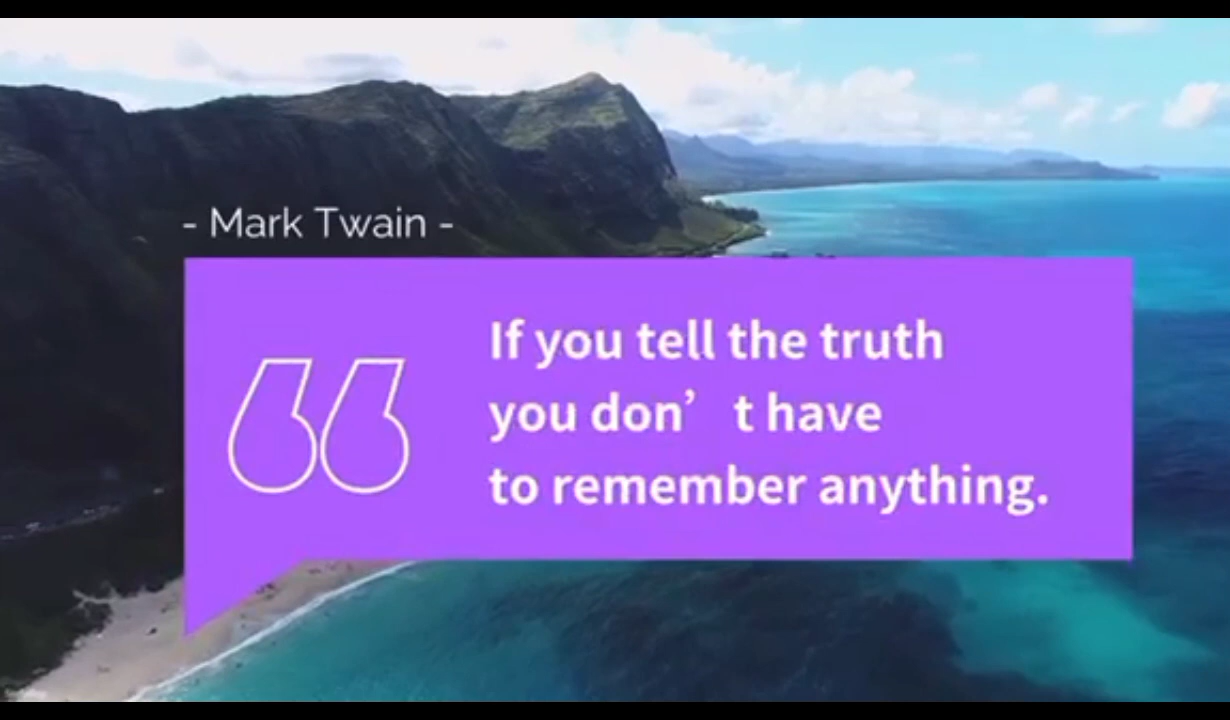 - Mark Twain -
If you tell the truth
you don’ t have
to remember anything.